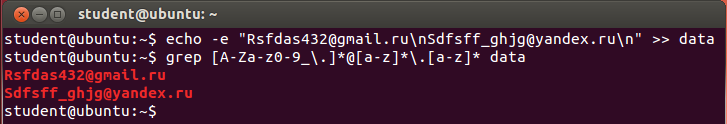 student@ubuntu: ~
student@ubuntu:~$ echo -e "Rsfdas432@gmail.ru\nSdfsff_ghjg@yandex.ru\n" >> data
student@ubuntu:~$ grep [A-Za-z0-9_\.]*@[a-z]*\.[a-z]* data
Rsfdas432@gmail.ru
Sdfsff_ghjg@yandex.ru
student@ubuntu:~$